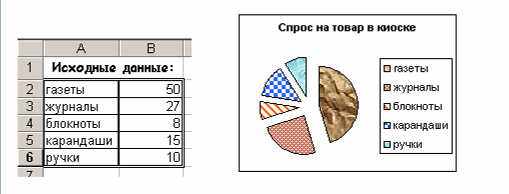 A B
1 Исходные данные:
2 газеты 50
3 журналы 27
4 блокноты 8
5 карандаши 15
6 ручки 10
7
Спрос на товар в киоске
газеты
журналы
блокноты
карандаши
ручки